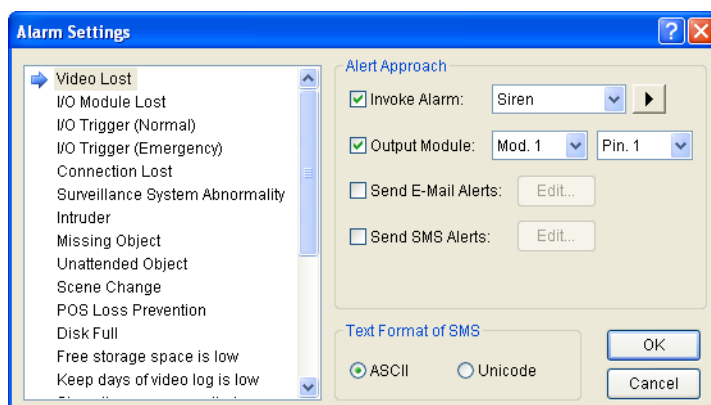 Alarm Settings
Video Lost
I/O Module Lost
I/O Trigger (Normal)
I/O Trigger (Emergency)
Connection Lost
Surveillance System Abnormality
Intruder
Missing Object
Unattended Object
Scene Change
POS Loss Prevention
Disk Full
Free storage space is low
Keep days of video log is low
Alert Approach
Invoke Alarm: Siren
Output Module: Mod. 1 Pin. 1
Send E-Mail Alerts: Edit...
Send SMS Alerts: Edit...
Text Format of SMS
ASCII Unicode
OK
Cancel